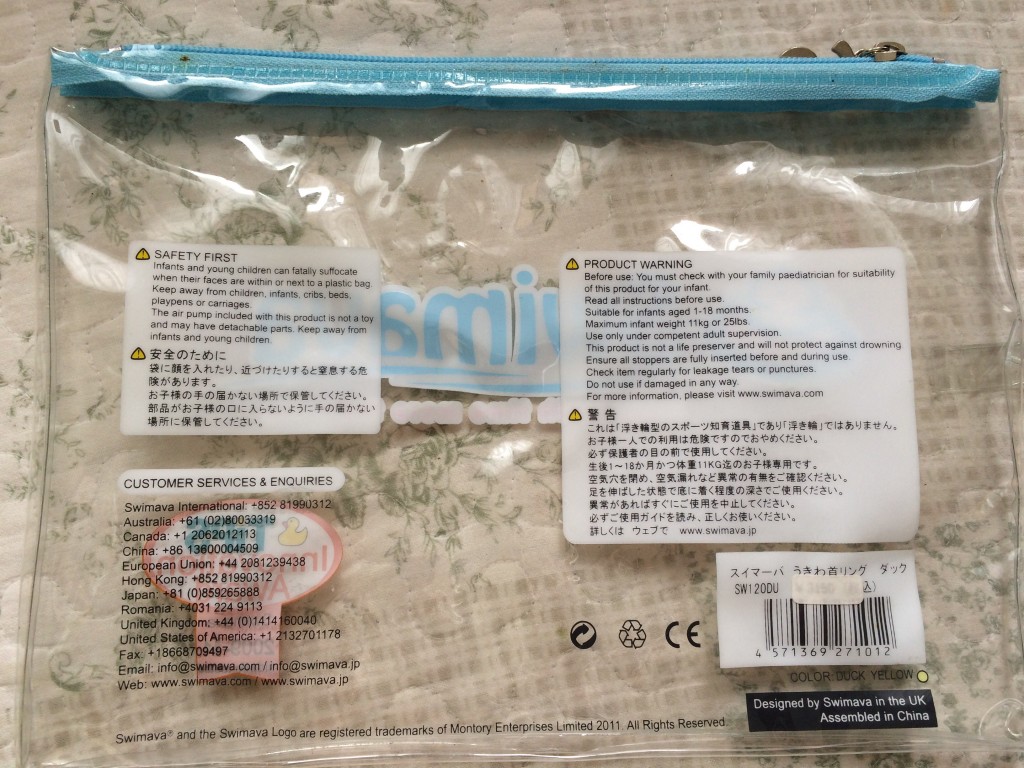 SAFETY FIRST
Infants and young children can fatally suffocate
when their faces are within or next to a plastic bag.
Keep away from children, infants, cribs, beds,
playpens or carriages.
The air pump included with this product is not a toy
and may have detachable parts. Keep away from
infants and young children.
安全のために
袋に顔を入れたり、近づけたりすると窒息する危
険があります。
お子様の手の届かない場所で保管してください。
部品がお子様の口に入らないように手の届かない
場所に保管してください。
PRODUCT WARNING
Before use: You must check with your family paediatrician for suitability
of this product for your infant.
Read all instructions before use.
Suitable for infants aged 1-18 months.
Maximum infant weight 11kg or 25lbs.
Use only under competent adult supervision.
This product is not a life preserver and will not protect against drowning
Ensure all stoppers are fully inserted before and during use.
Check item regularly for leakage tears or punctures.
Do not use if damaged in any way.
For more information, please visit www.swimava.com
警告
これは「浮き輪型のスポーツ知育道具」であり「浮き輪」ではありません。
お子様一人での利用は危険ですのでおやめください。
必ず保護者の目の前で使用してください。
生後1〜18か月かつ体重11KG迄のお子様専用です。
空気穴を閉め、空気漏れなど異常の有無をご確認ください。
足を伸ばした状態で底に着く程度の深さでご使用ください。
異常があればすぐにご使用を中止してください。
必ずご使用ガイドを読み、正しくお使いください。
詳しくは ウェブで www.swimava.jp
CUSTOMER SERVICES & ENQUIRIES
Swimava International: +852 81990312
Australia: +61 (02)80033319
Canada: +1 2062012113
China: +86 13600004509
European Union: +44 2081239438
Hong Kong: +852 81990312
Japan: +81 (0)859265888
Romania: +4031 224 9113
United Kingdom: +44 (0)1414160040
United States of America: +1 2132701178
Fax: +18668709497
Email: info@swimava.com / info@swimava.jp
Web: www.swimava.com / www.swimava.jp
CE
スイマーバ うきわ首リング ダック
SW120DU
4 571369 271012
COLOR: DUCK YELLOW
Designed by Swimava in the UK
Assembled in China
Swimava® and the Swimava Logo are registered trademarks of Montory Enterprises Limited 2011. All Rights Reserved.